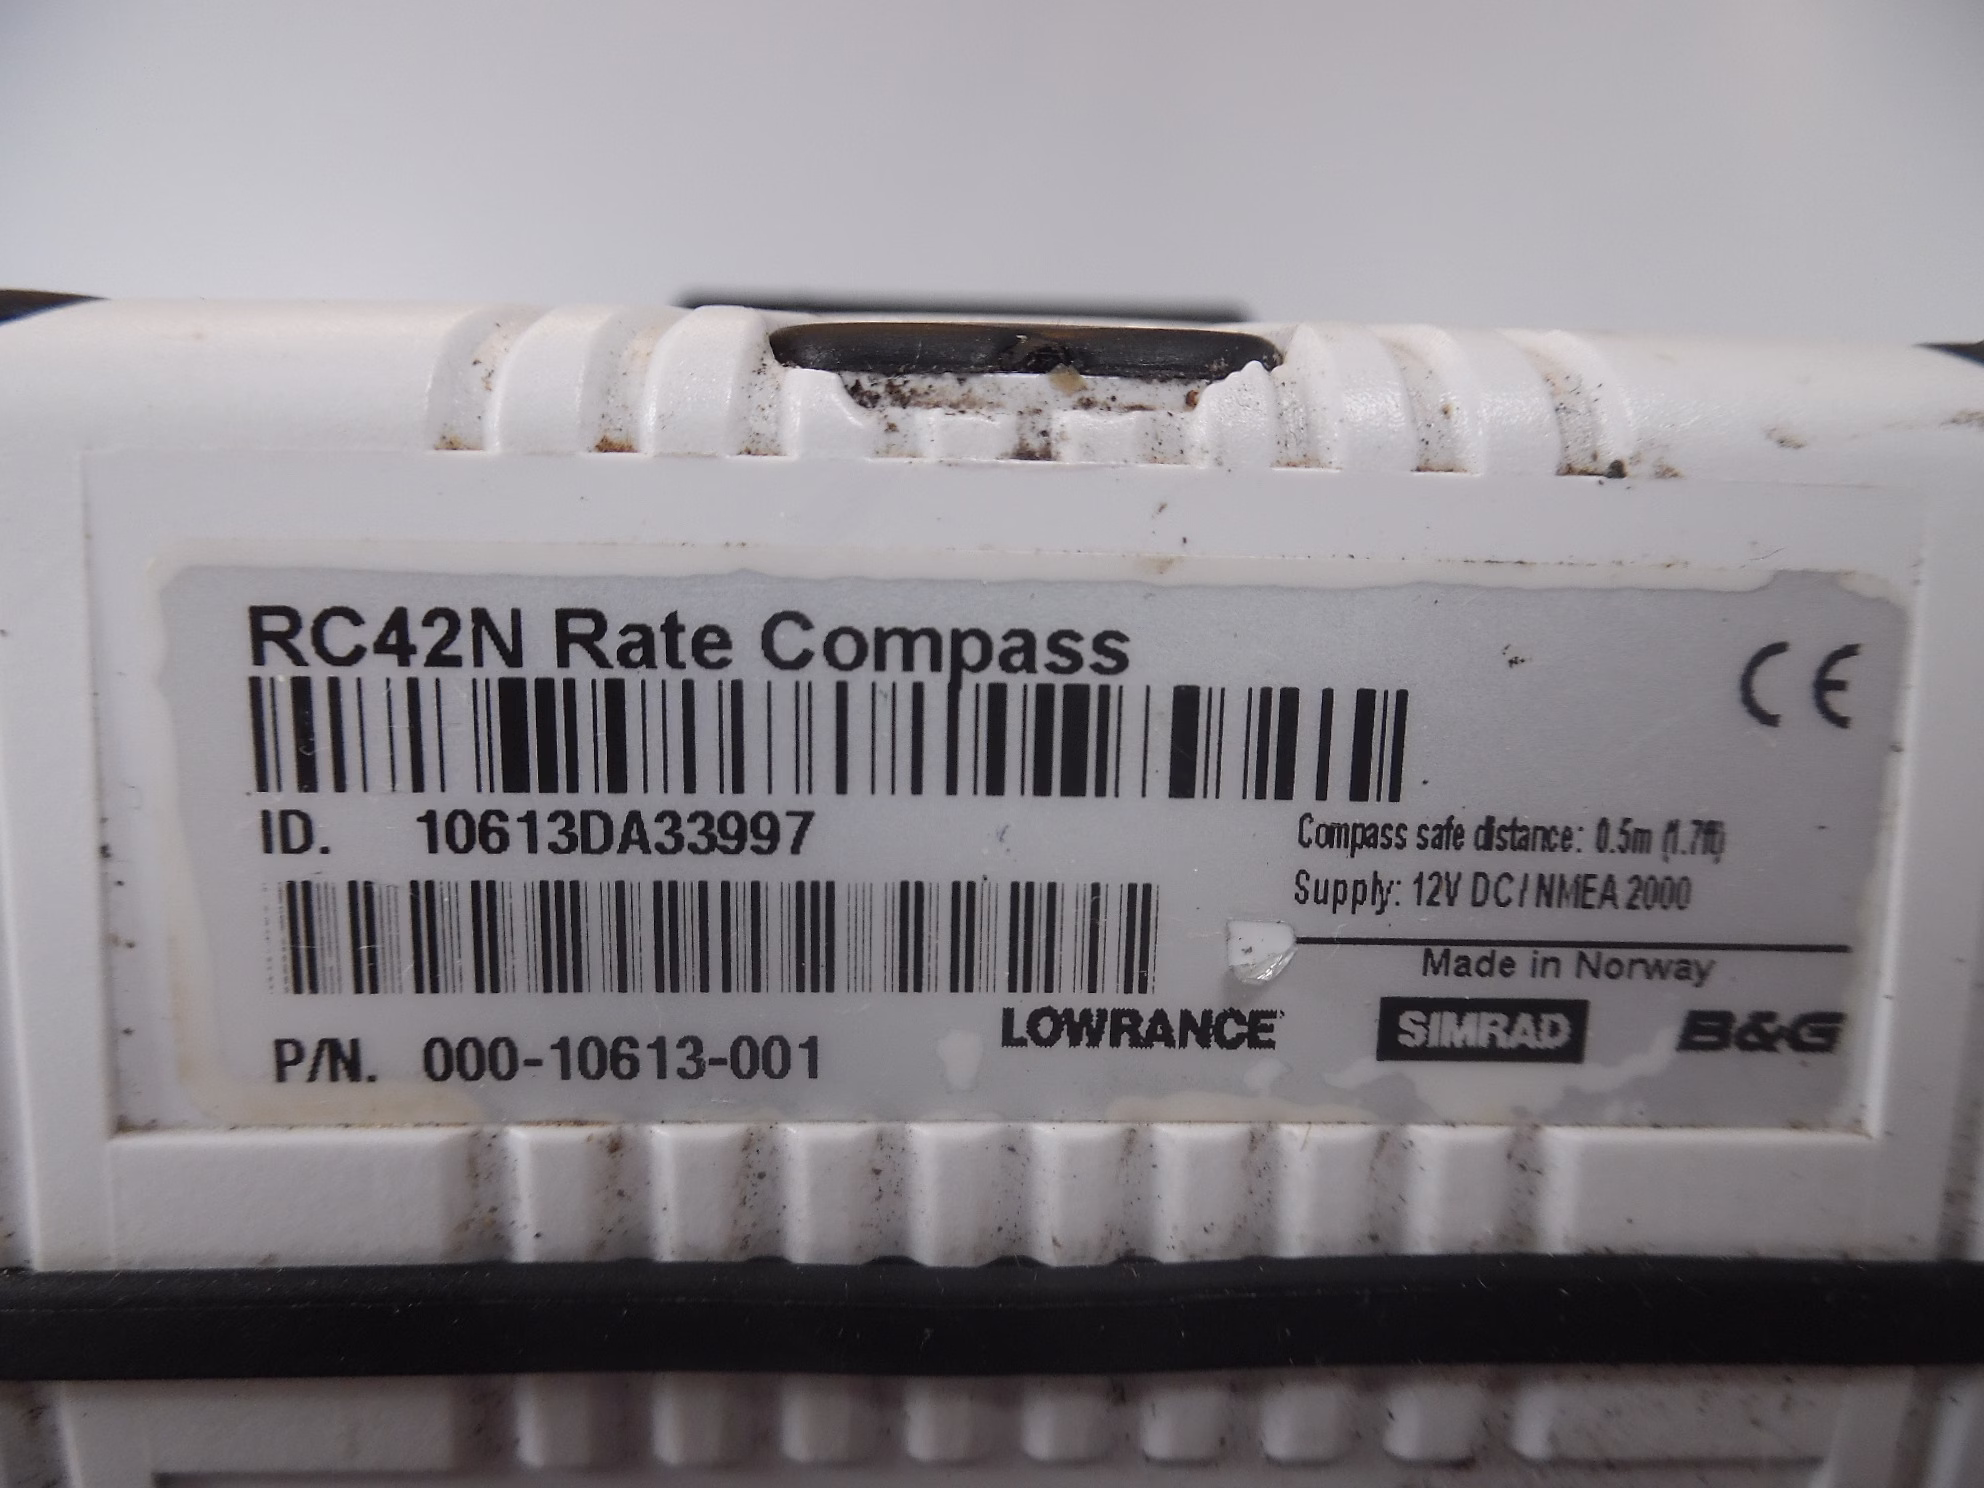 RC42N Rate Compass
CE
ID. 10613DA33997
Compass safe distance: 0.5m (1.7ft)
Supply: 12V DC/NMEA 2000
Made in Norway
LOWRANCE SIMRAD B&G
P/N. 000-10613-001